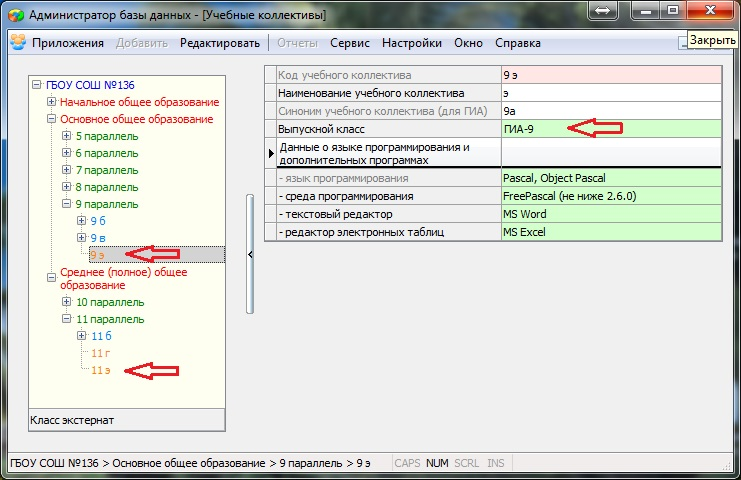 Администратор базы данных - [Учебные коллективы]
Приложения Добавить Редактировать Отчеты Сервис Настройки Окно Справка
Закрыть
ГБОУ СОШ №136
Начальное общее образование
Основное общее образование
5 параллель
6 параллель
7 параллель
8 параллель
9 параллель
9 б
9 в
9 э
Среднее (полное) общее
образование
10 параллель
11 параллель
11 б
11 г
11 э
Класс экстернат
Код учебного коллектива 9 э
Наименование учебного коллектива э
Синоним учебного коллектива (для ГИА) 9а
Выпускной класс ГИА-9
Данные о языке программирования и
дополнительных программах
- язык программирования Pascal, Object Pascal
- среда программирования FreePascal (не ниже 2.6.0)
- текстовый редактор MS Word
- редактор электронных таблиц MS Excel
ГБОУ СОШ №136 > Основное общее образование > 9 параллель > 9 э CAPS NUM SCRL INS